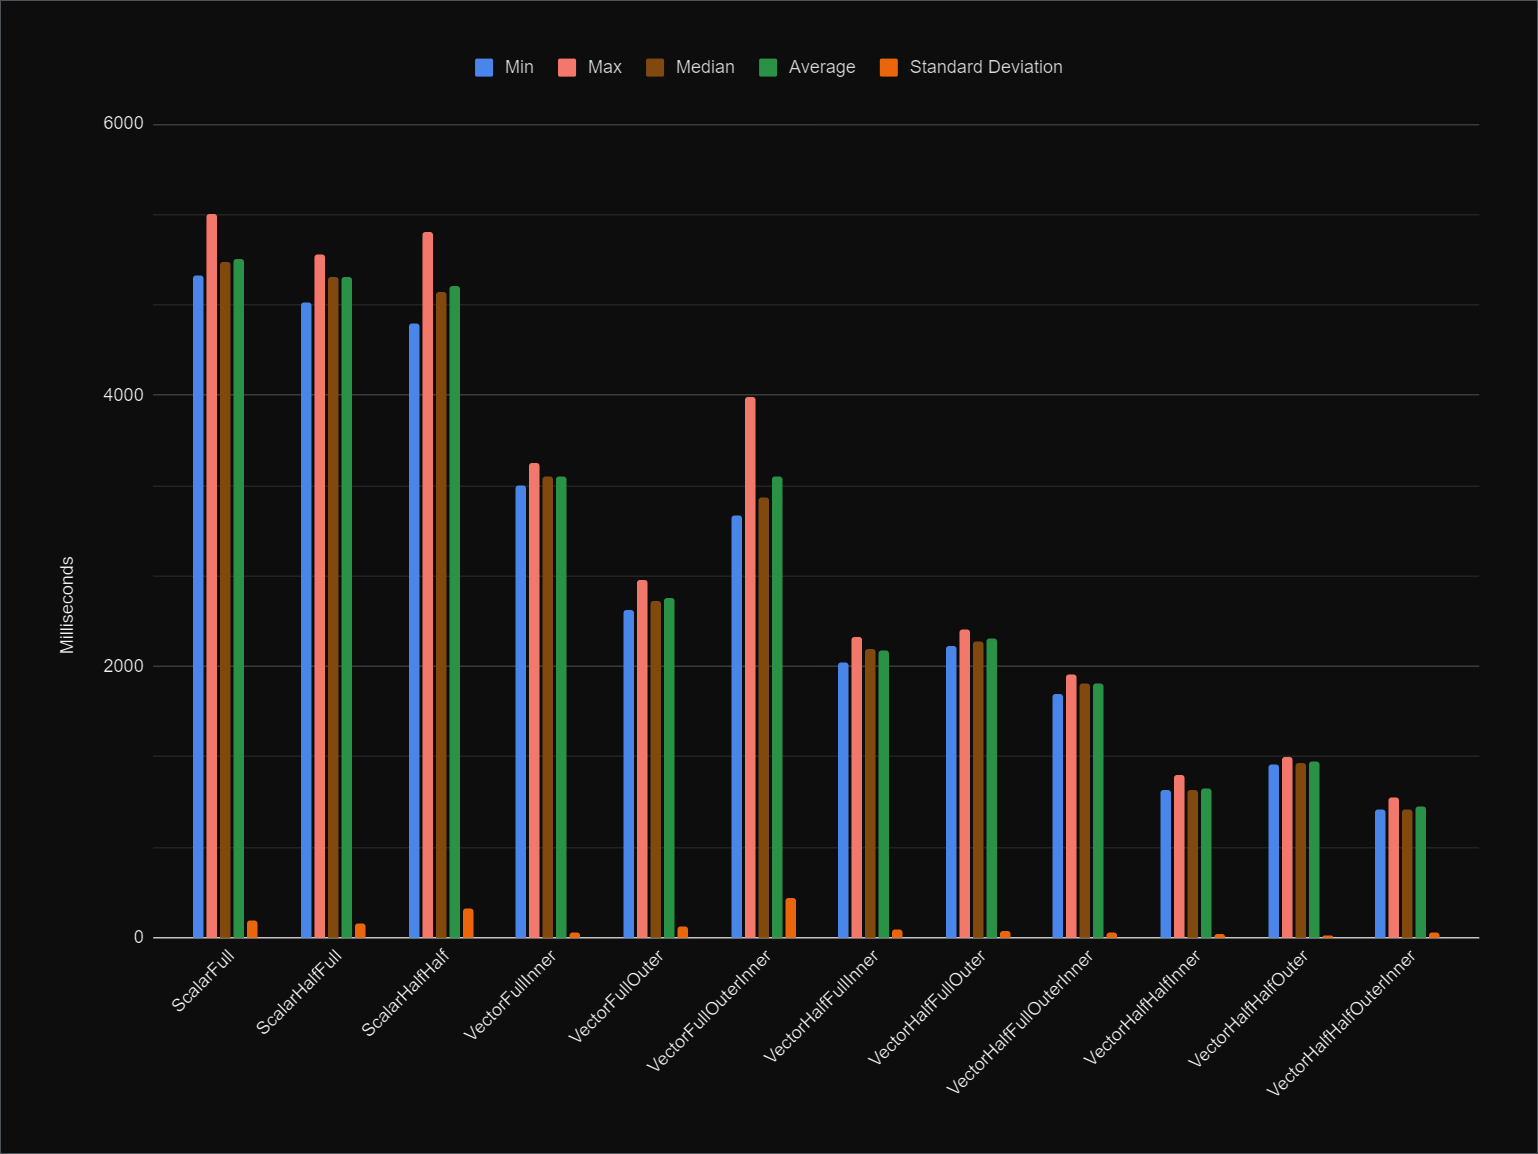 Min Max Median Average Standard Deviation
6000
4000
2000
0
Milliseconds
ScalarFull
ScalarHalfFull
ScalarHalfHalf
VectorFullInner
VectorFullOuter
VectorFullOuterInner
VectorHalfFullInner
VectorHalfFullOuter
VectorHalfFullOuterInner
VectorHalfHalfInner
VectorHalfHalfOuter
VectorHalfHalfOuterInner